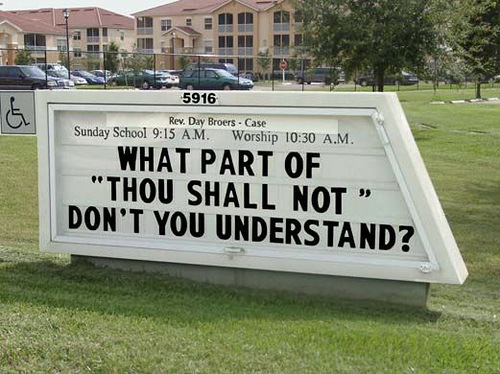 5916
Rev. Day Broers - Case
Sunday School 9:15 A.M. Worship 10:30 A.M.
WHAT PART OF
"THOU SHALL NOT"
DON'T YOU UNDERSTAND?